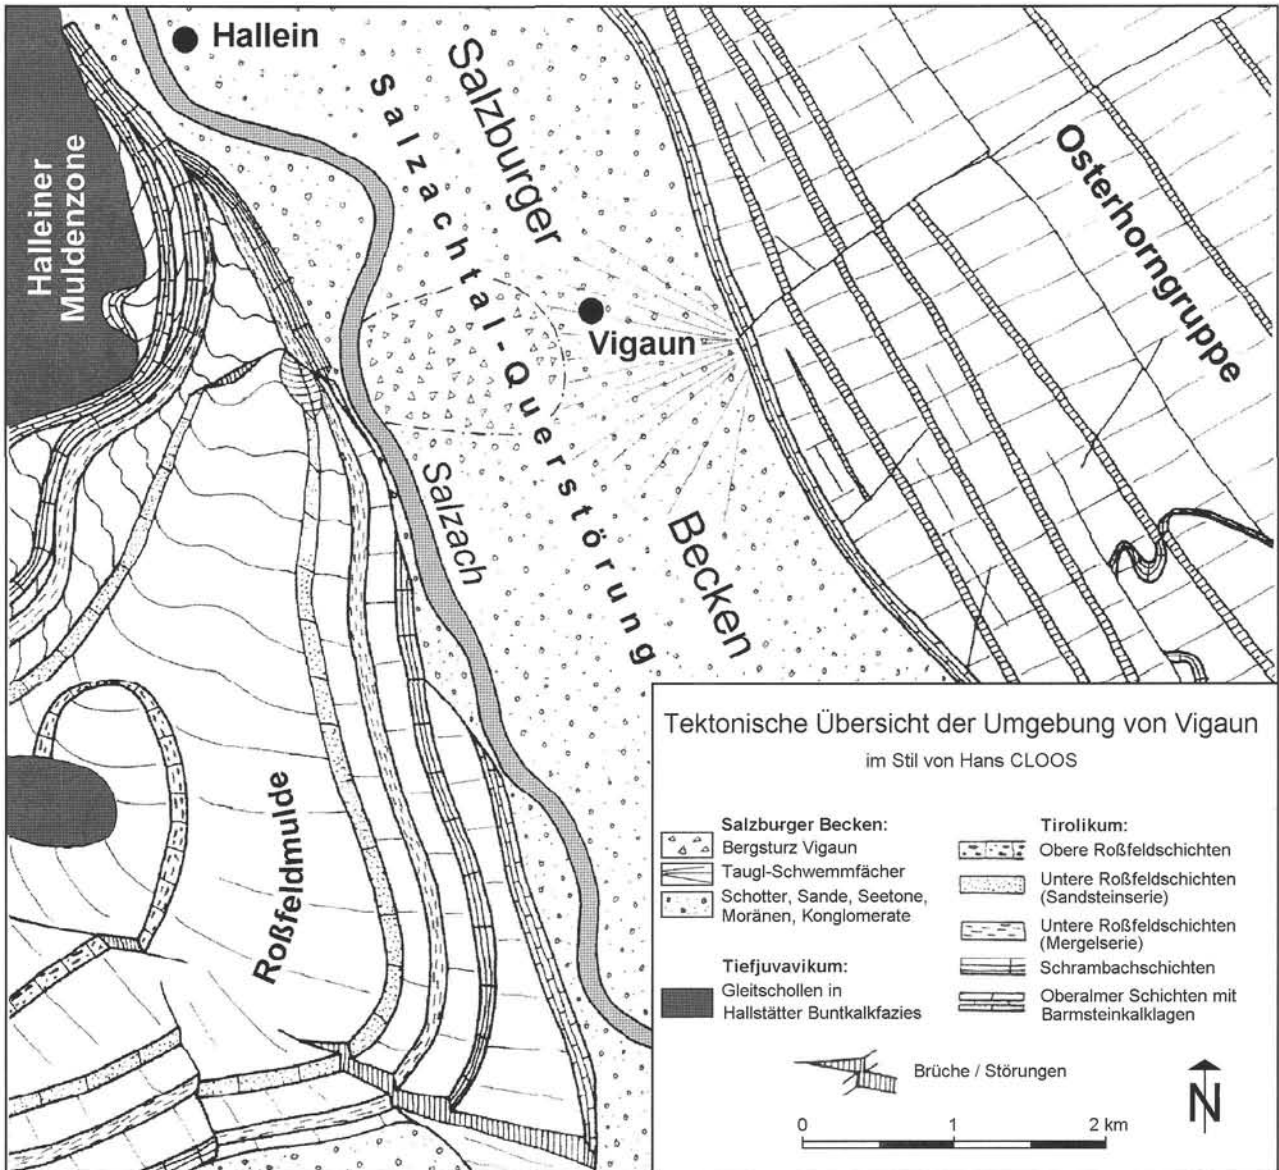 Hallein
Salzburger
Becken
Salzachtal-Querstörung
Halleiner
Muldenzone
Osterhorngruppe
Vigaun
Salzach
Roßfeldmulde
Tektonische Übersicht der Umgebung von Vigaun
im Stil von Hans CLOOS
Salzburger Becken:
Bergsturz Vigaun
Taugl-Schwemmfächer
Schotter, Sande, Seetone,
Moränen, Konglomerate
Tiefjuvavikum:
Gleitschollen in
Hallstätter Buntkalkfazies
Tirolikum:
Obere Roßfeldschichten
Untere Roßfeldschichten
(Sandsteinserie)
Untere Roßfeldschichten
(Mergelserie)
Schrambachschichten
Oberalmer Schichten mit
Barmsteinkalklagen
Brüche / Störungen
N
0 1 2 km